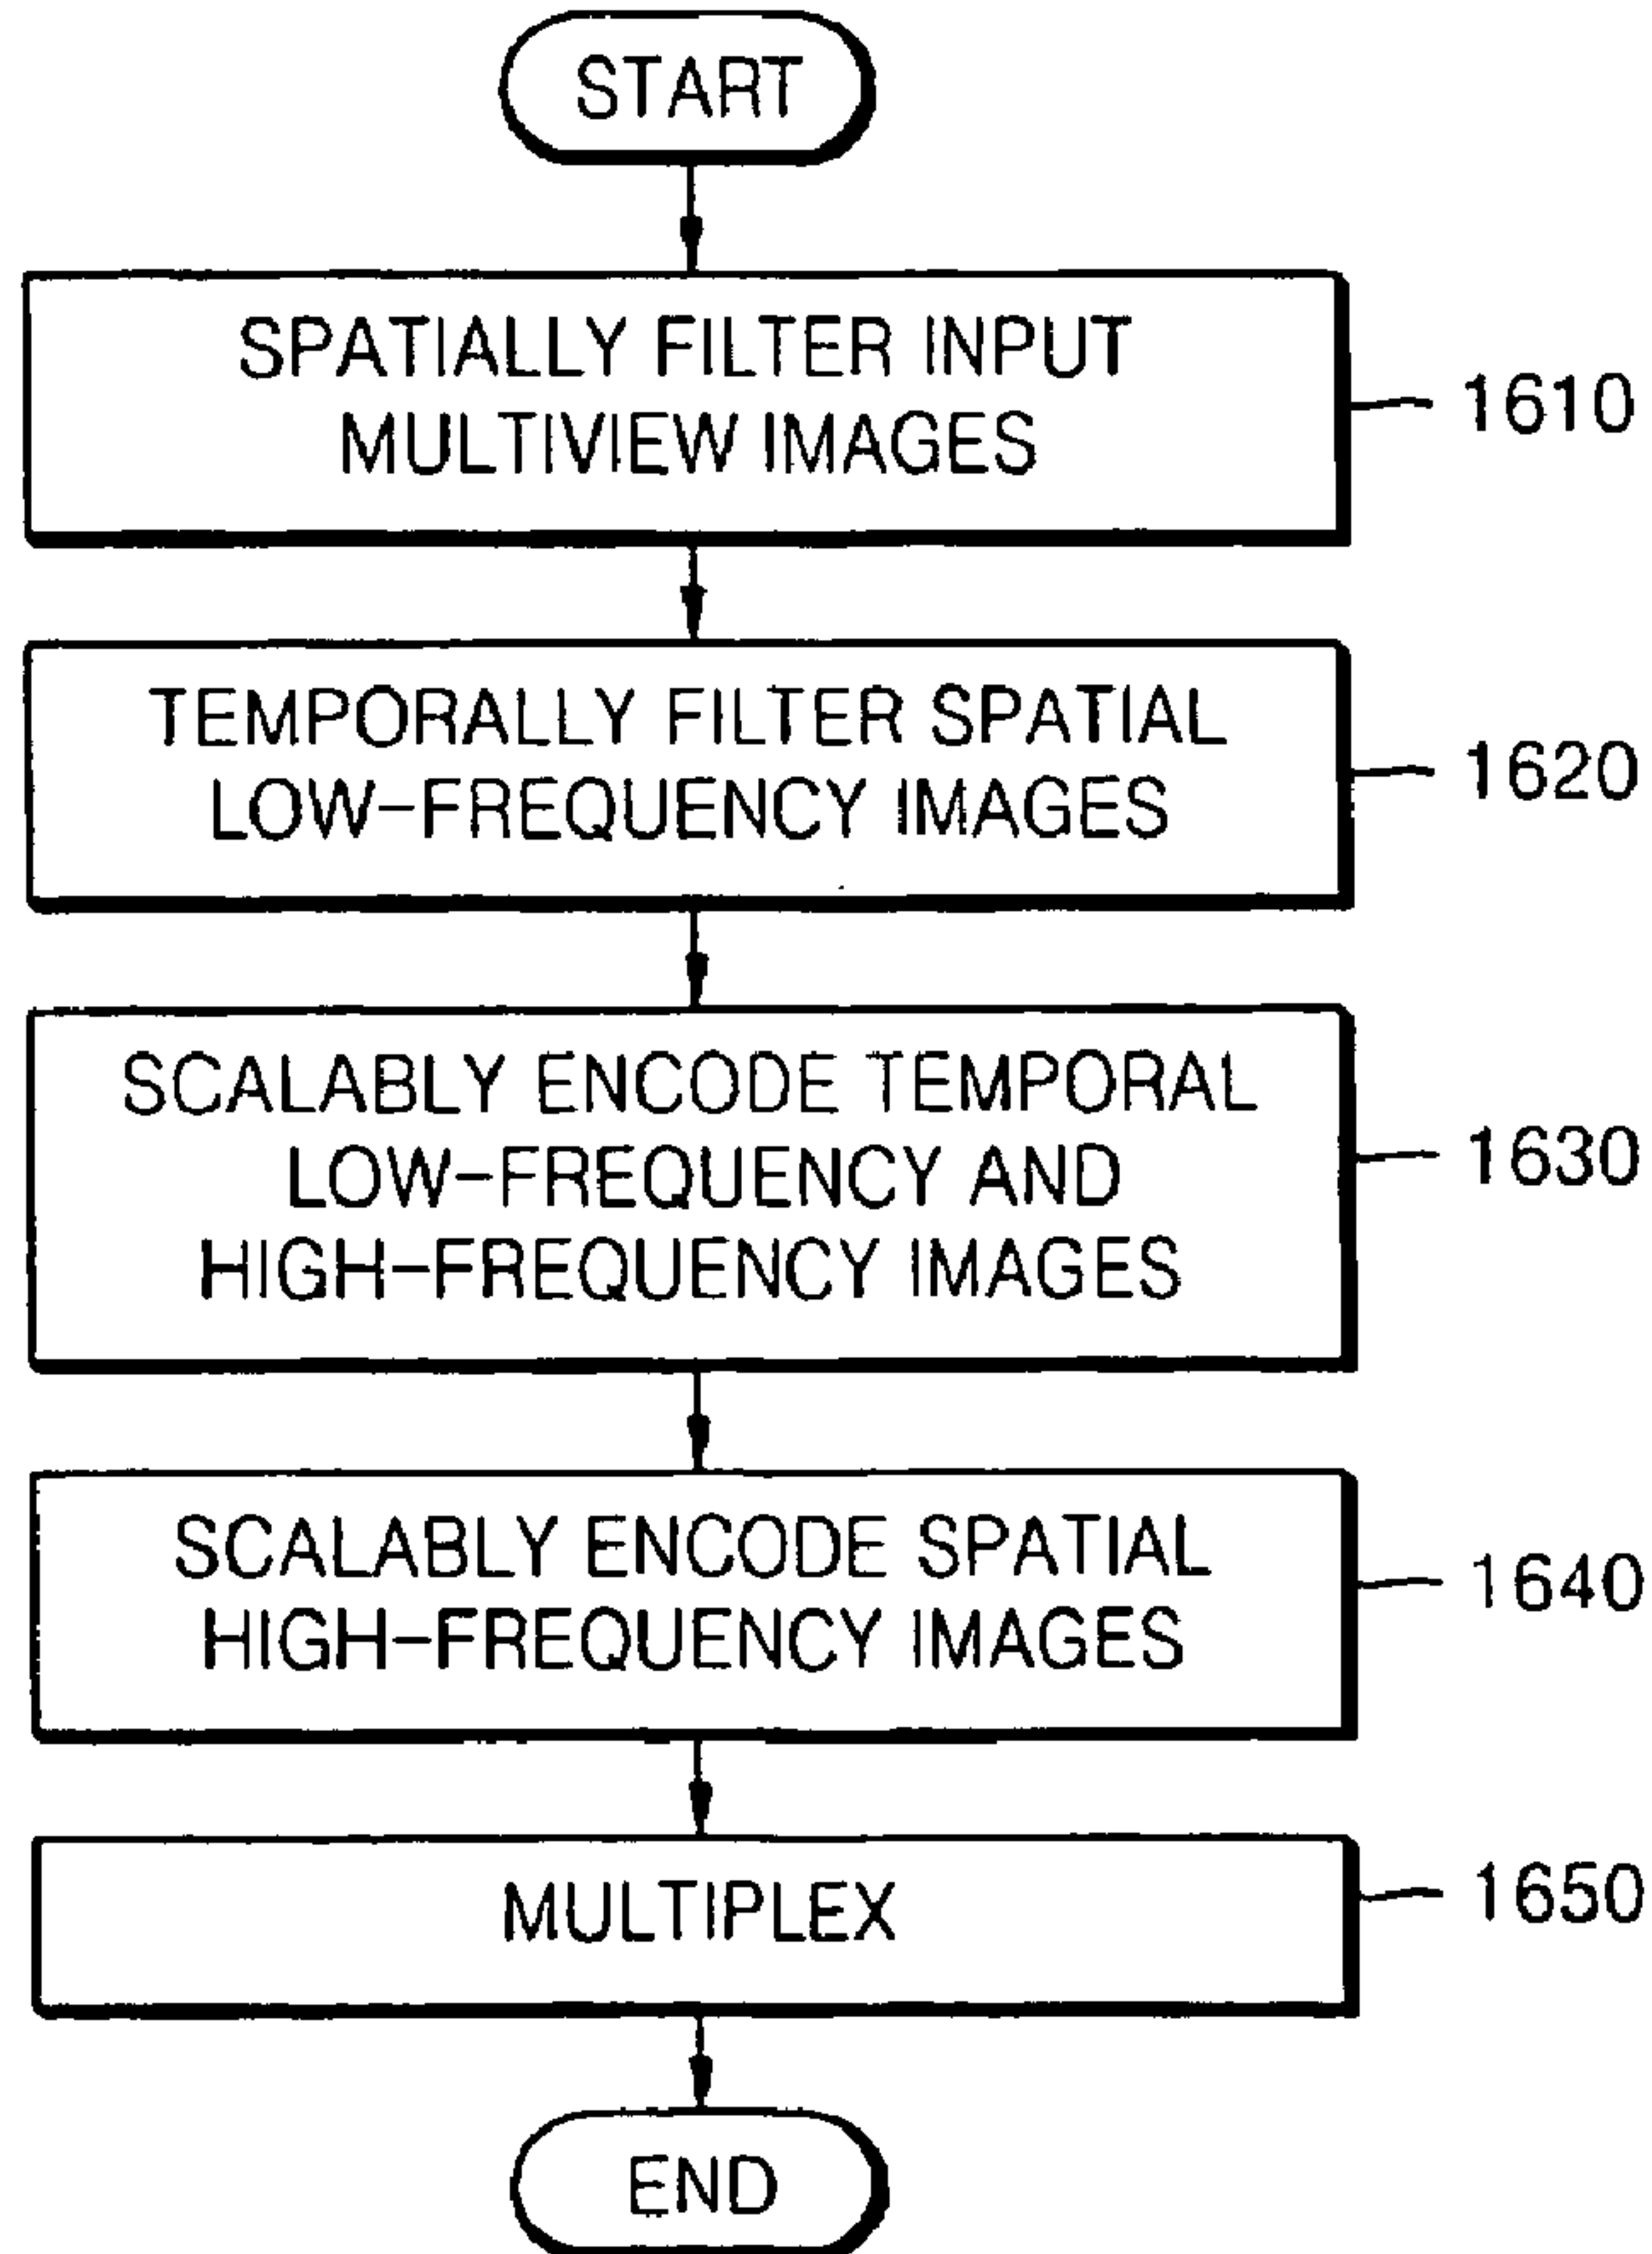 START
SPATIALLY FILTER INPUT
MULTIVIEW IMAGES
1610
TEMPORALLY FILTER SPATIAL
LOW-FREQUENCY IMAGES
1620
SCALABLY ENCODE TEMPORAL
LOW-FREQUENCY AND
HIGH-FREQUENCY IMAGES
1630
SCALABLY ENCODE SPATIAL
HIGH-FREQUENCY IMAGES
1640
MULTIPLEX
1650
END